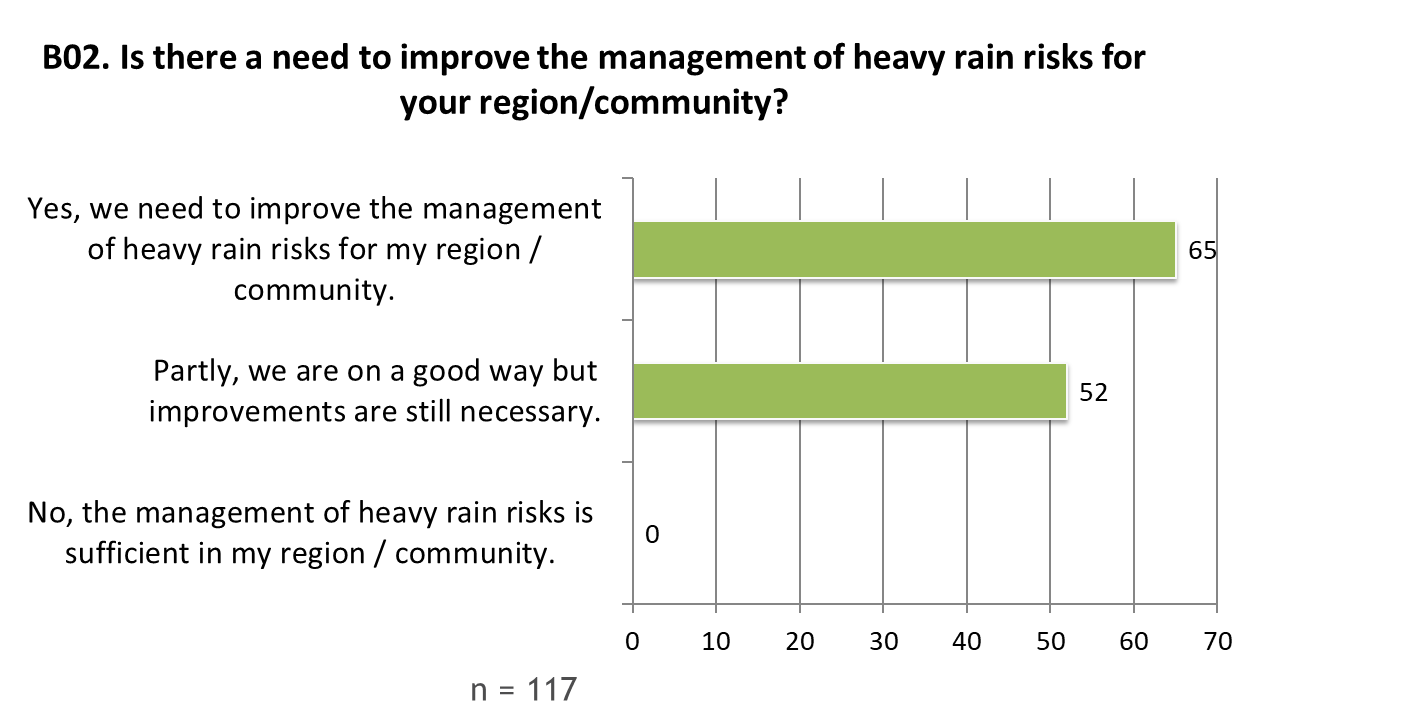 B02. Is there a need to improve the management of heavy rain risks for
your region/community?
Yes, we need to improve the management
of heavy rain risks for my region /
community.
65
Partly, we are on a good way but
improvements are still necessary.
52
No, the management of heavy rain risks is
sufficient in my region / community.
0
0 10 20 30 40 50 60 70
n = 117